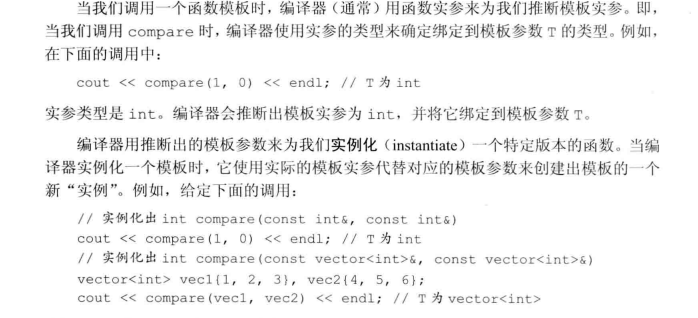 当我们调用一个函数模板时，编译器（通常）用函数实参来为我们推断模板实参。即，
当我们调用 compare 时，编译器使用实参的类型来确定绑定到模板参数 T 的类型。例如，
在下面的调用中：
cout << compare(1, 0) << endl; // T 为 int
实参类型是 int。编译器会推断出模板实参为 int，并将它绑定到模板参数 T。
编译器用推断出的模板参数来为我们实例化（instantiate）一个特定版本的函数。当编
译器实例化一个模板时，它使用实际的模板实参代替对应的模板参数来创建出模板的一个
新“实例”。例如，给定下面的调用：
// 实例化出 int compare(const int&, const int&)
cout << compare(1, 0) << endl; // T 为 int
// 实例化出 int compare(const vector<int>&, const vector<int>&)
vector<int> vec1{1, 2, 3}, vec2{4, 5, 6};
cout << compare(vec1, vec2) << endl; // T 为 vector<int>